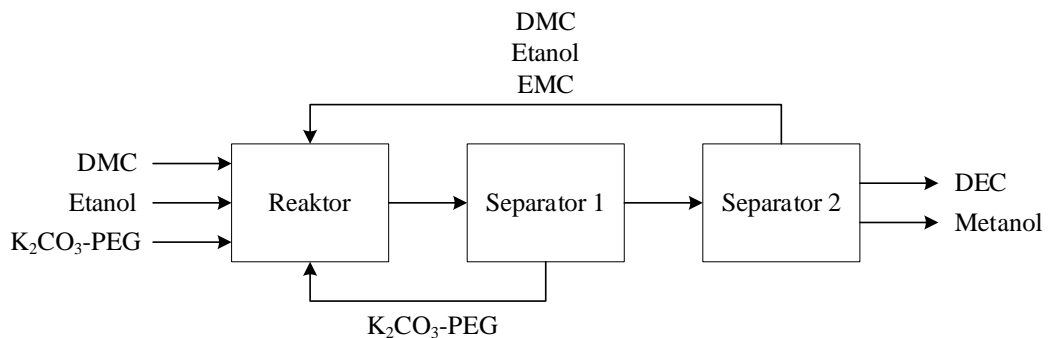 DMC
Etanol
EMC
DMC
Etanol
K₂CO₃-PEG
Reaktor
Separator 1
Separator 2
DEC
Metanol
K₂CO₃-PEG